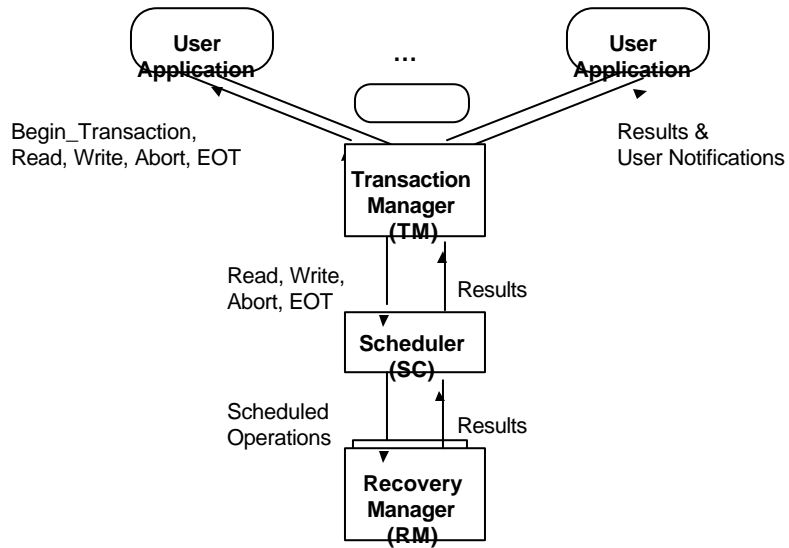 User
Application
...
User
Application
Begin_Transaction,
Read, Write, Abort, EOT
Results &
User Notifications
Transaction
Manager
(TM)
Read, Write,
Abort, EOT
Results
Scheduler
(SC)
Scheduled
Operations
Results
Recovery
Manager
(RM)